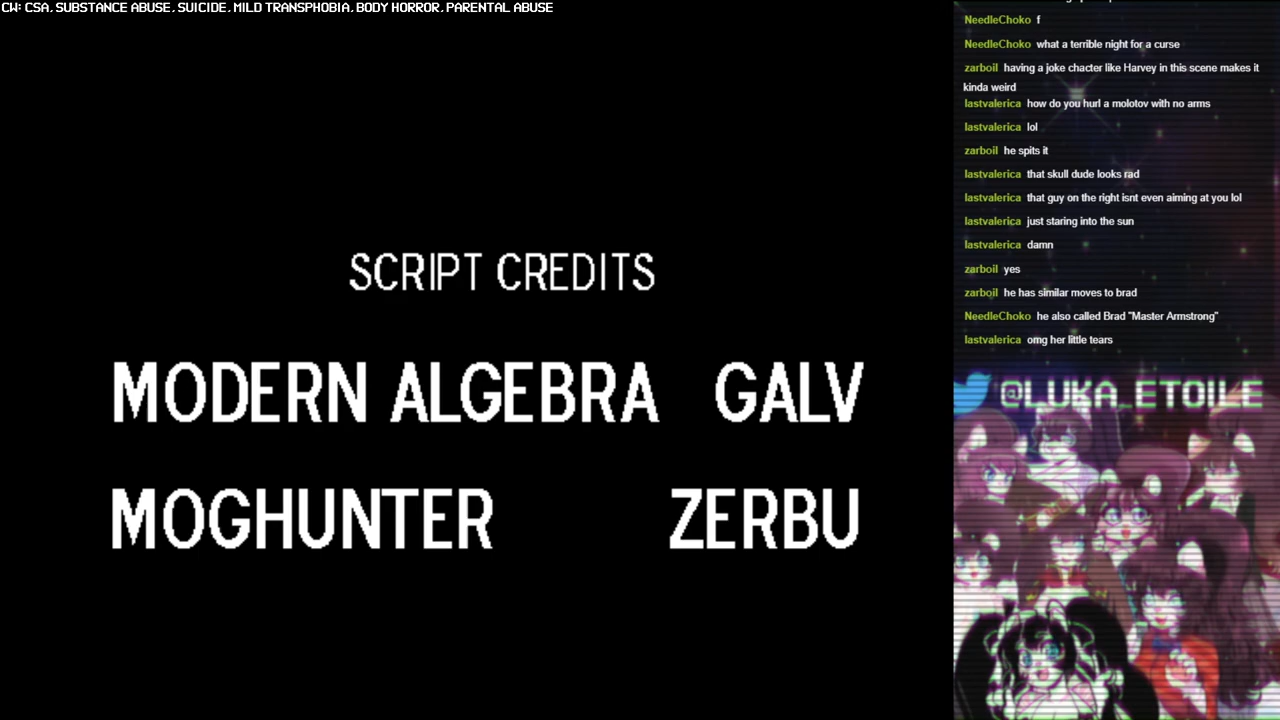 CW: CSA, SUBSTANCE ABUSE, SUICIDE, MILD TRANSPHOBIA, BODY HORROR, PARENTAL ABUSE
NeedleChoko f
NeedleChoko what a terrible night for a curse
zarboil having a joke chacter like Harvey in this scene makes it
kinda weird
lastvalerica how do you hurl a molotov with no arms
lastvalerica lol
zarboil he spits it
lastvalerica that skull dude looks rad
lastvalerica that guy on the right isnt even aiming at you lol
lastvalerica just staring into the sun
lastvalerica damn
zarboil yes
zarboil he has similar moves to brad
NeedleChoko he also called Brad "Master Armstrong"
lastvalerica omg her little tears
@LUKA_ETOILE
SCRIPT CREDITS
MODERN ALGEBRA GALV
MOGHUNTER ZERBU